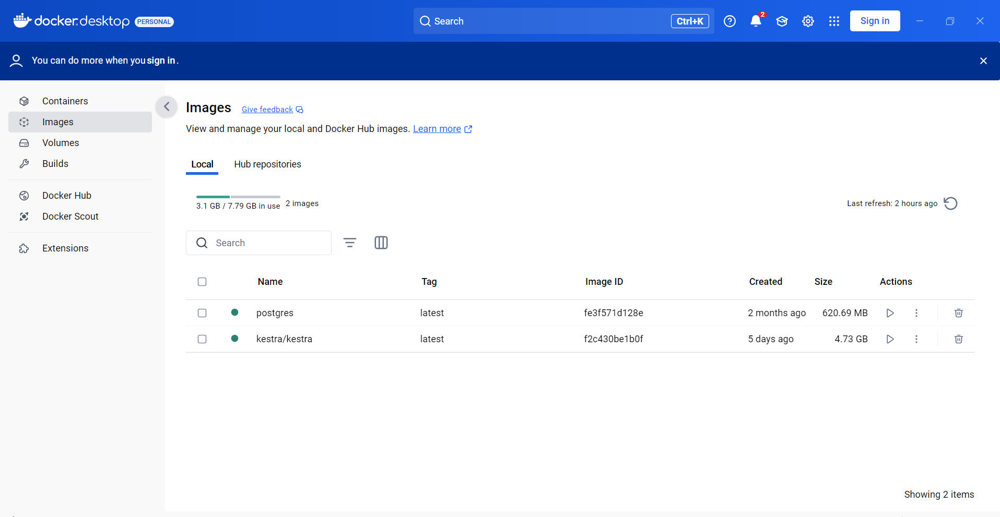 docker.desktop PERSONAL
Search Ctrl+K 2 Sign in
You can do more when you sign in.
Containers
Images
Volumes
Builds
Docker Hub
Docker Scout
Extensions
Images Give feedback
View and manage your local and Docker Hub images. Learn more
Local Hub repositories
3.1 GB / 7.79 GB in use 2 images Last refresh: 2 hours ago
Search
Name Tag Image ID Created Size Actions
postgres latest fe3f571d128e 2 months ago 620.69 MB
kestra/kestra latest f2c430be1b0f 5 days ago 4.73 GB
Showing 2 items